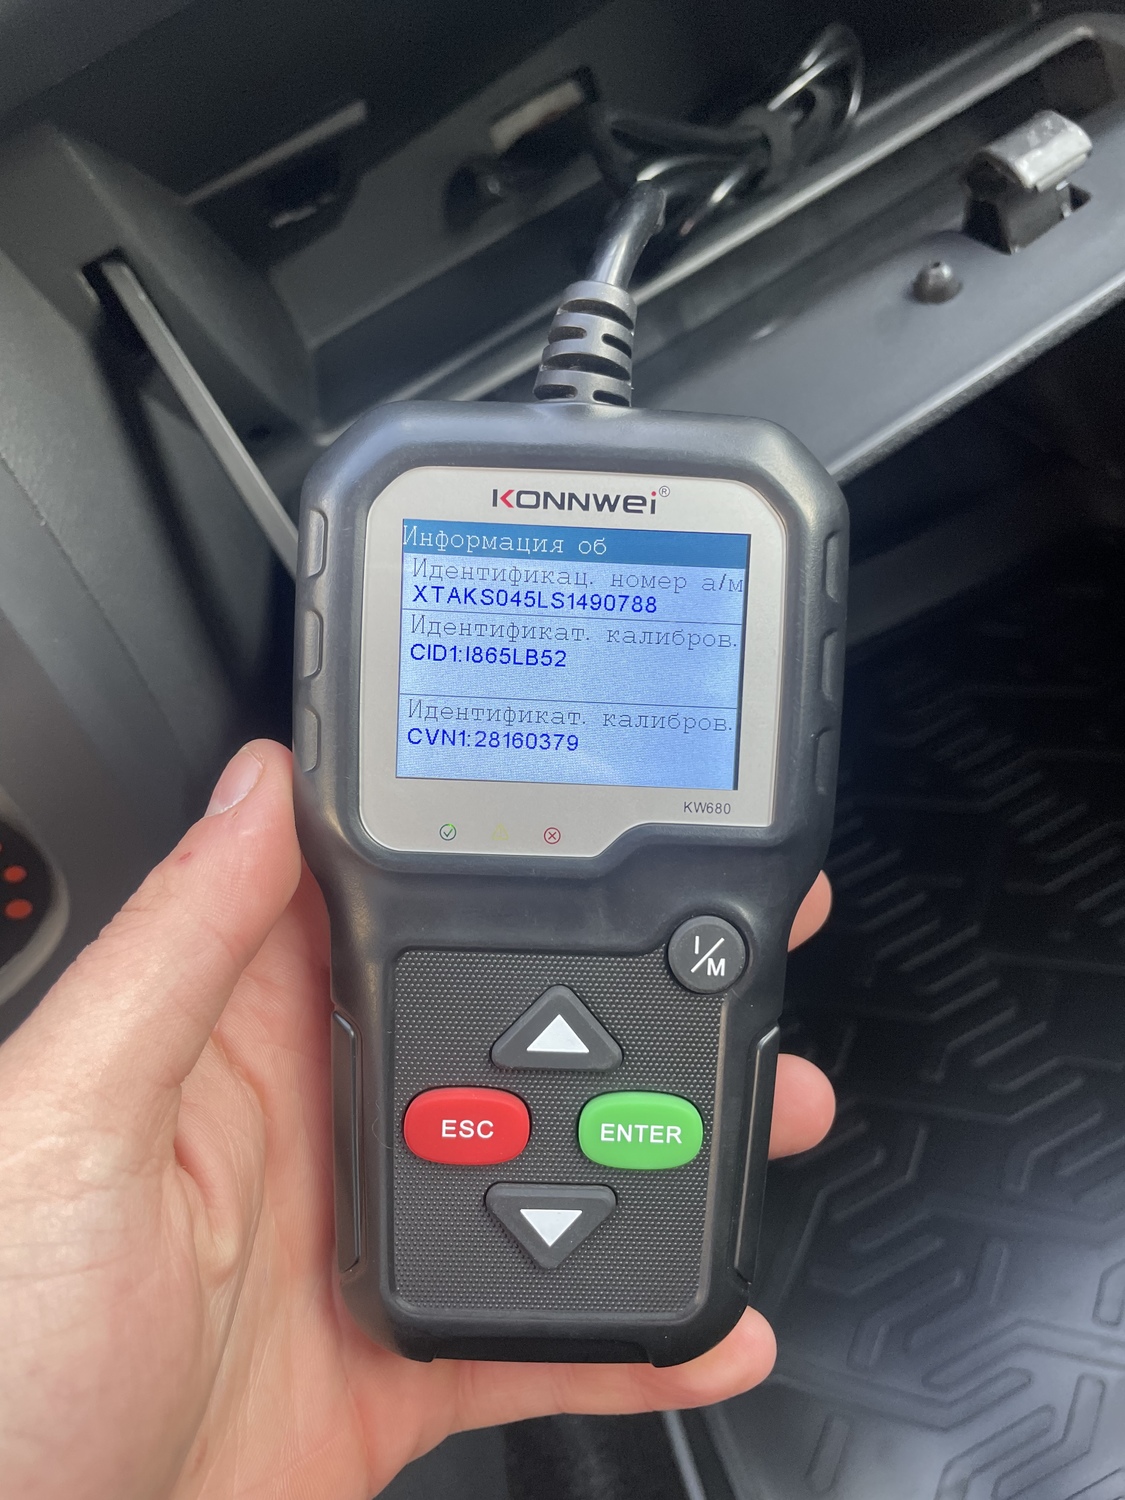 KONNWEI®
Информация об
Идентификац. номер а/м
XTAKS045LS1490788
Идентификат. калибров.
CID1:I865LB52
Идентификат. калибров.
CVN1:28160379
KW680
I/M
ESC
ENTER